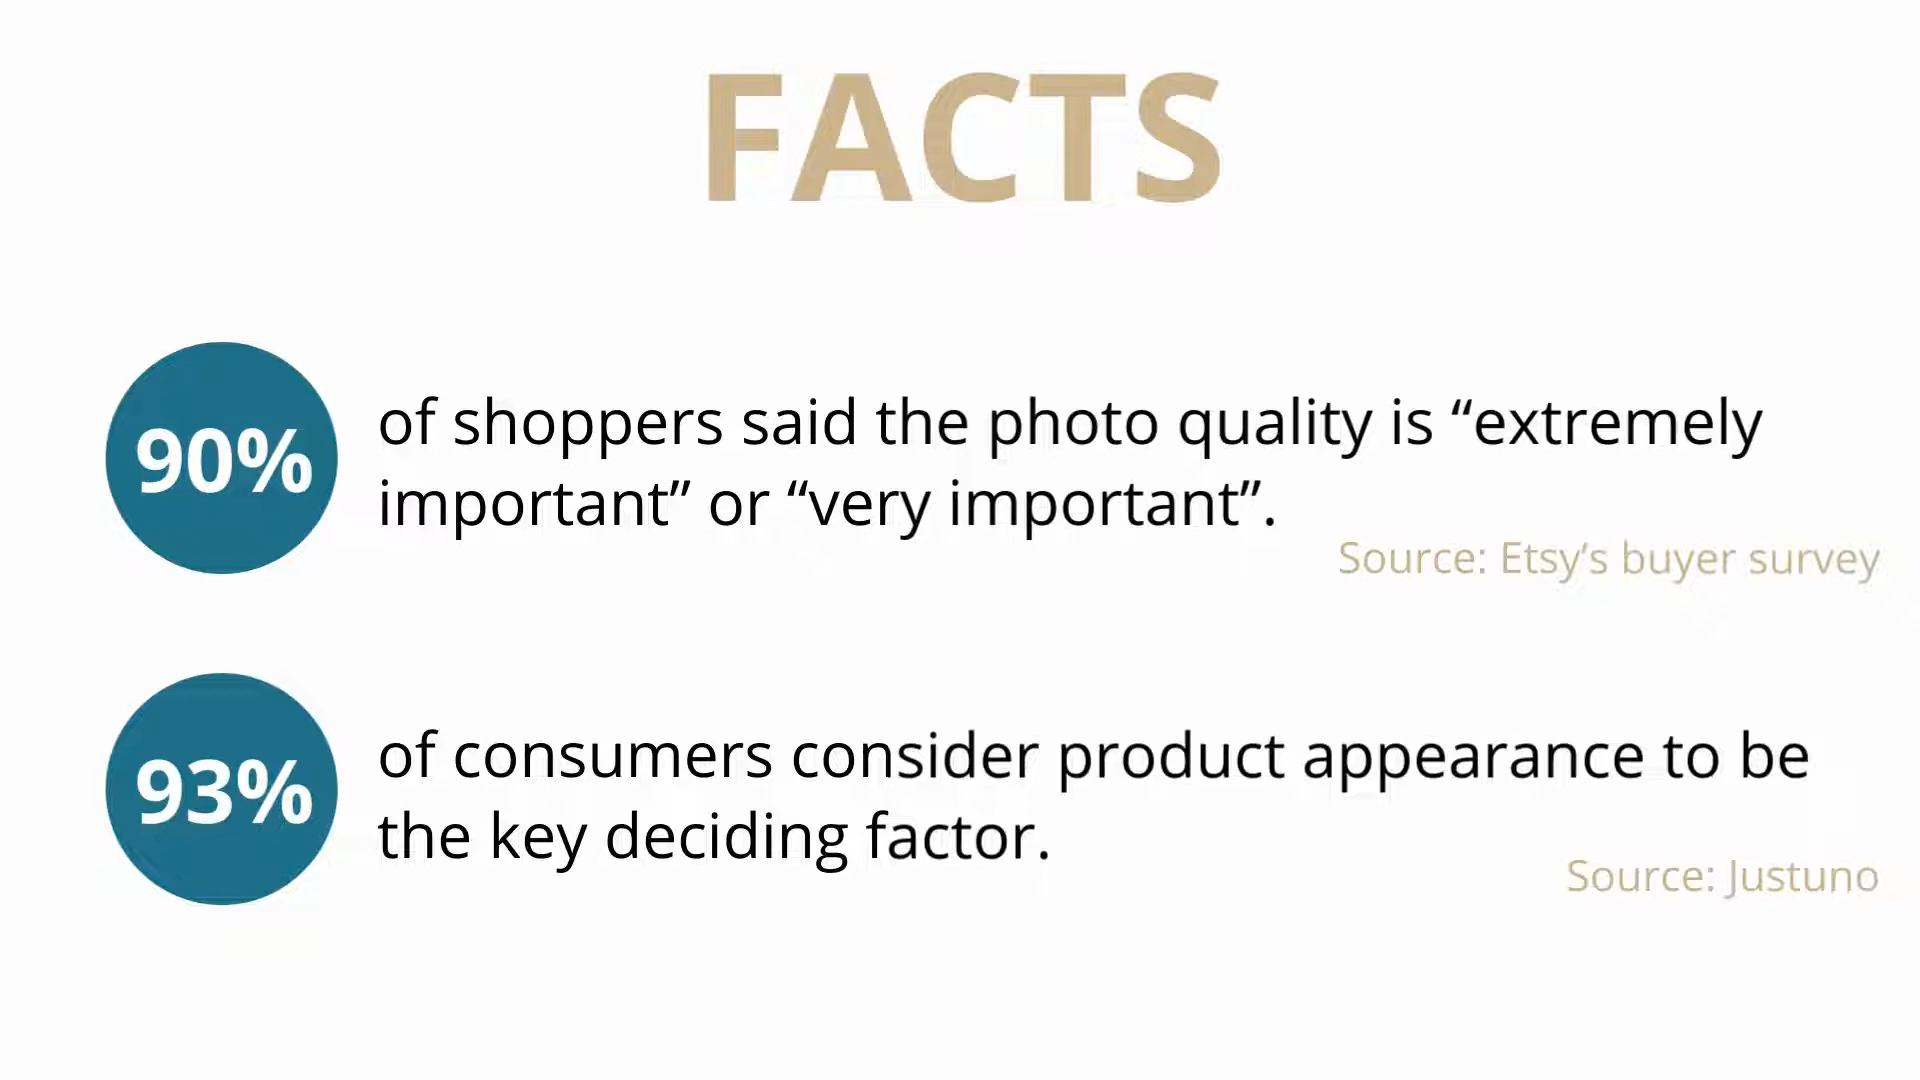 FACTS
90%
of shoppers said the photo quality is “extremely
important” or “very important”.
Source: Etsy’s buyer survey
93%
of consumers consider product appearance to be
the key deciding factor.
Source: Justuno